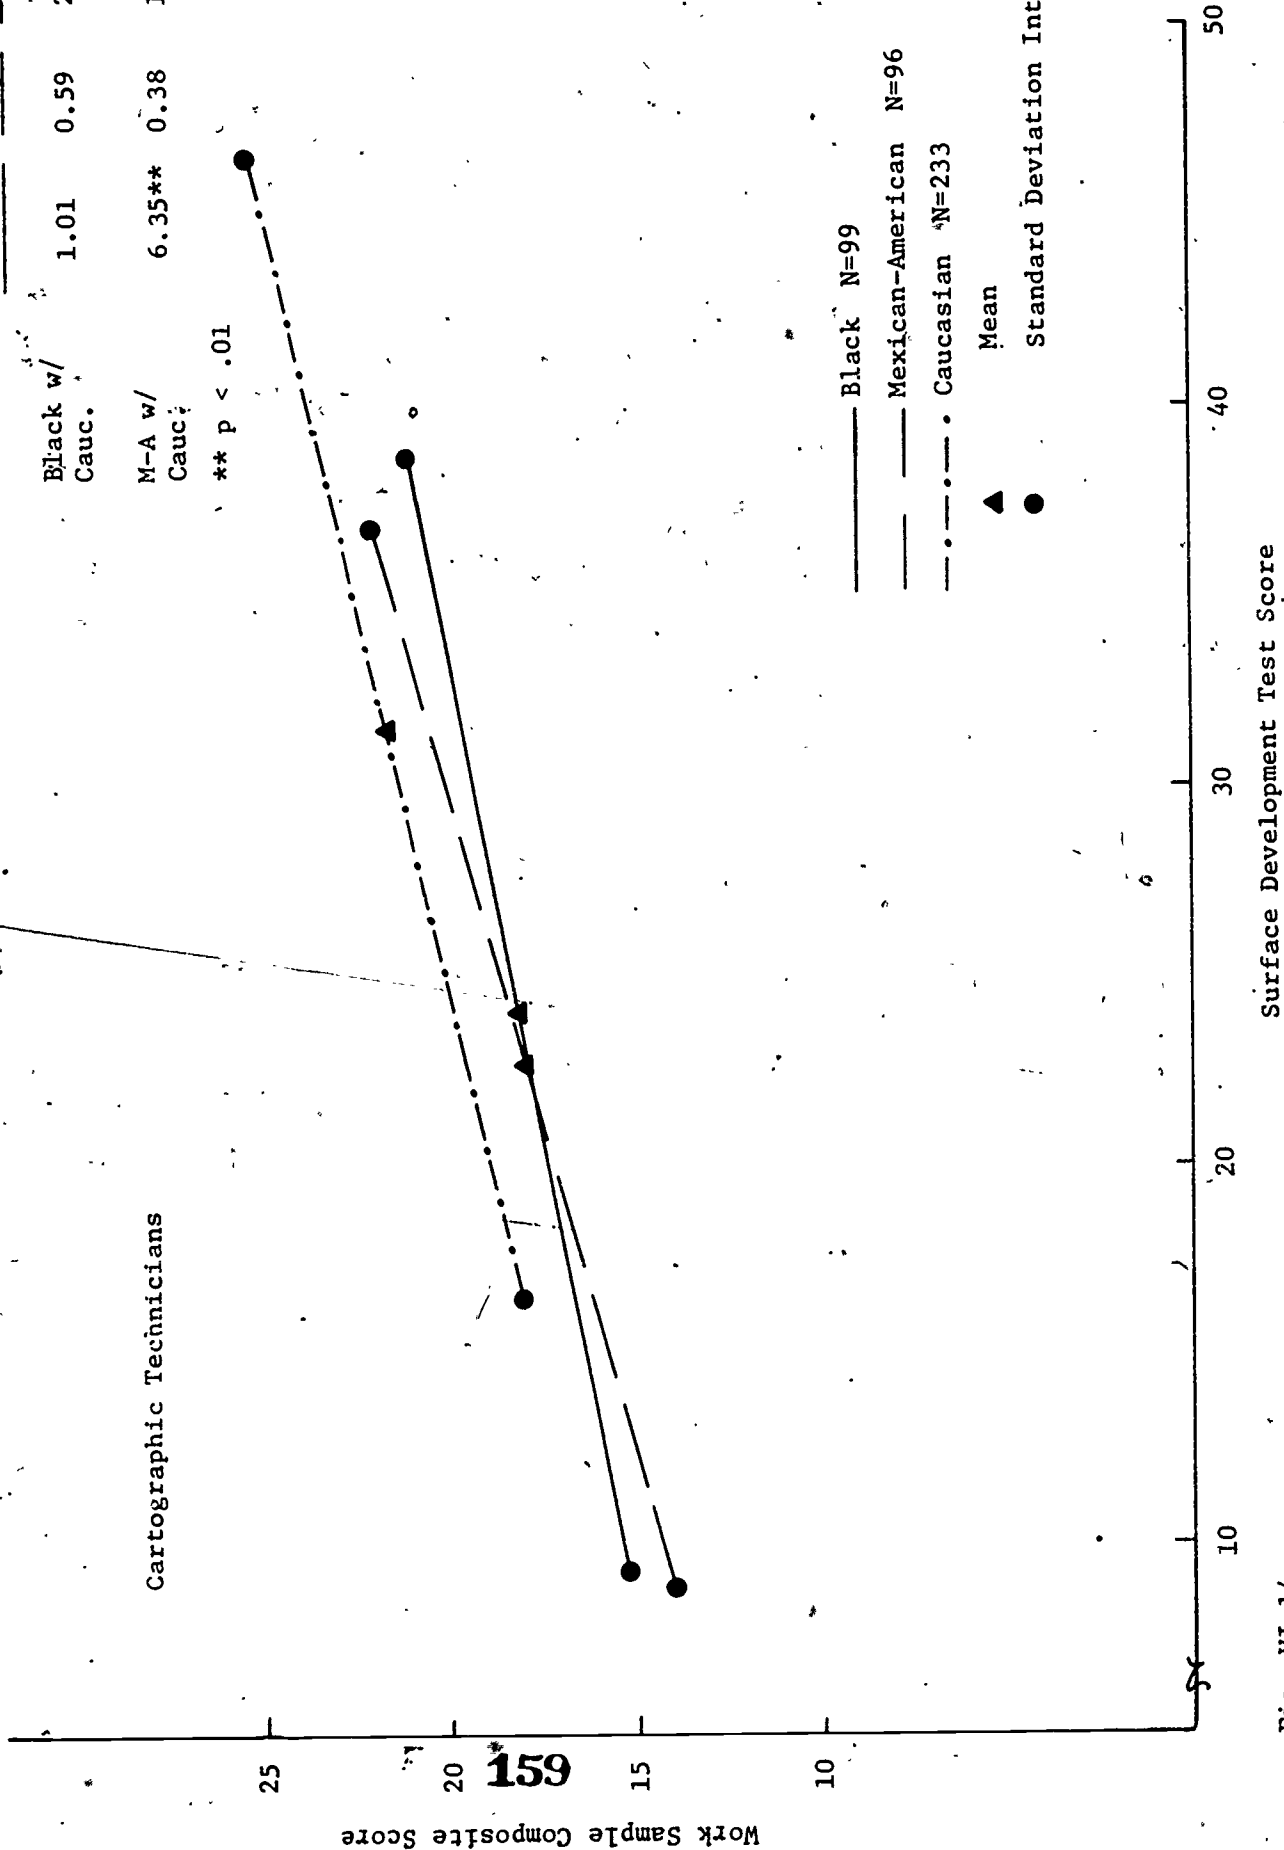 Black w/ 1.01 0.59 2
Cauc.
M-A w/ 6.35** 0.38 1
Cauc.
** p < .01
Cartographic Technicians
25
20
15
10
159
Work Sample Composite Score
Black N=99
Mexican-American N=96
Caucasian N=233
Mean
Standard Deviation Int
10
20
30
40
50
Surface Development Test Score